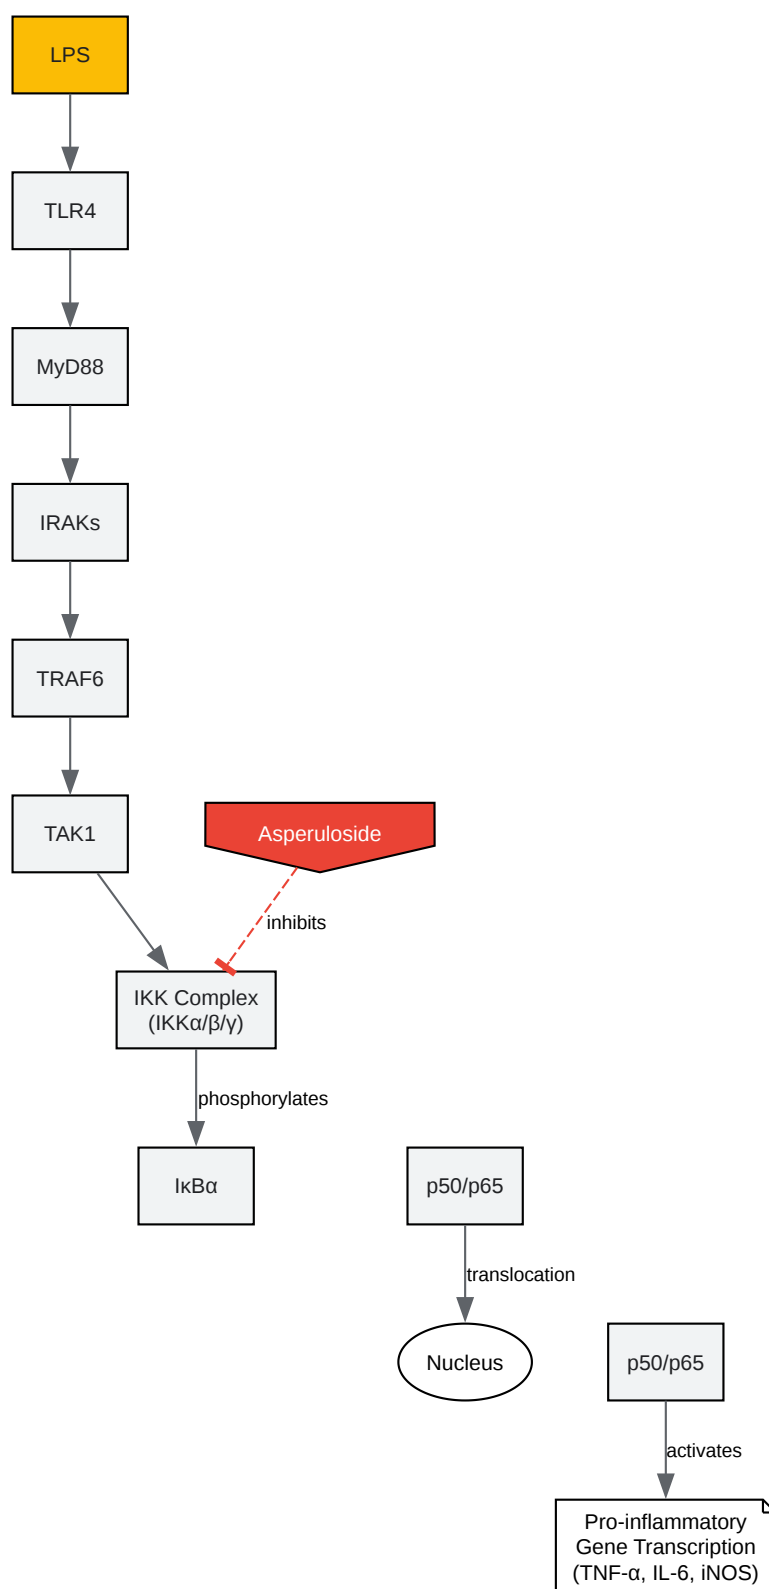 LPS
TLR4
MyD88
IRAKs
TRAF6
TAK1
Asperuloside
inhibits
IKK Complex
(IKKα/β/γ)
phosphorylates
IκBα
p50/p65
translocation
Nucleus
p50/p65
activates
Pro-inflammatory
Gene Transcription
(TNF-α, IL-6, iNOS)